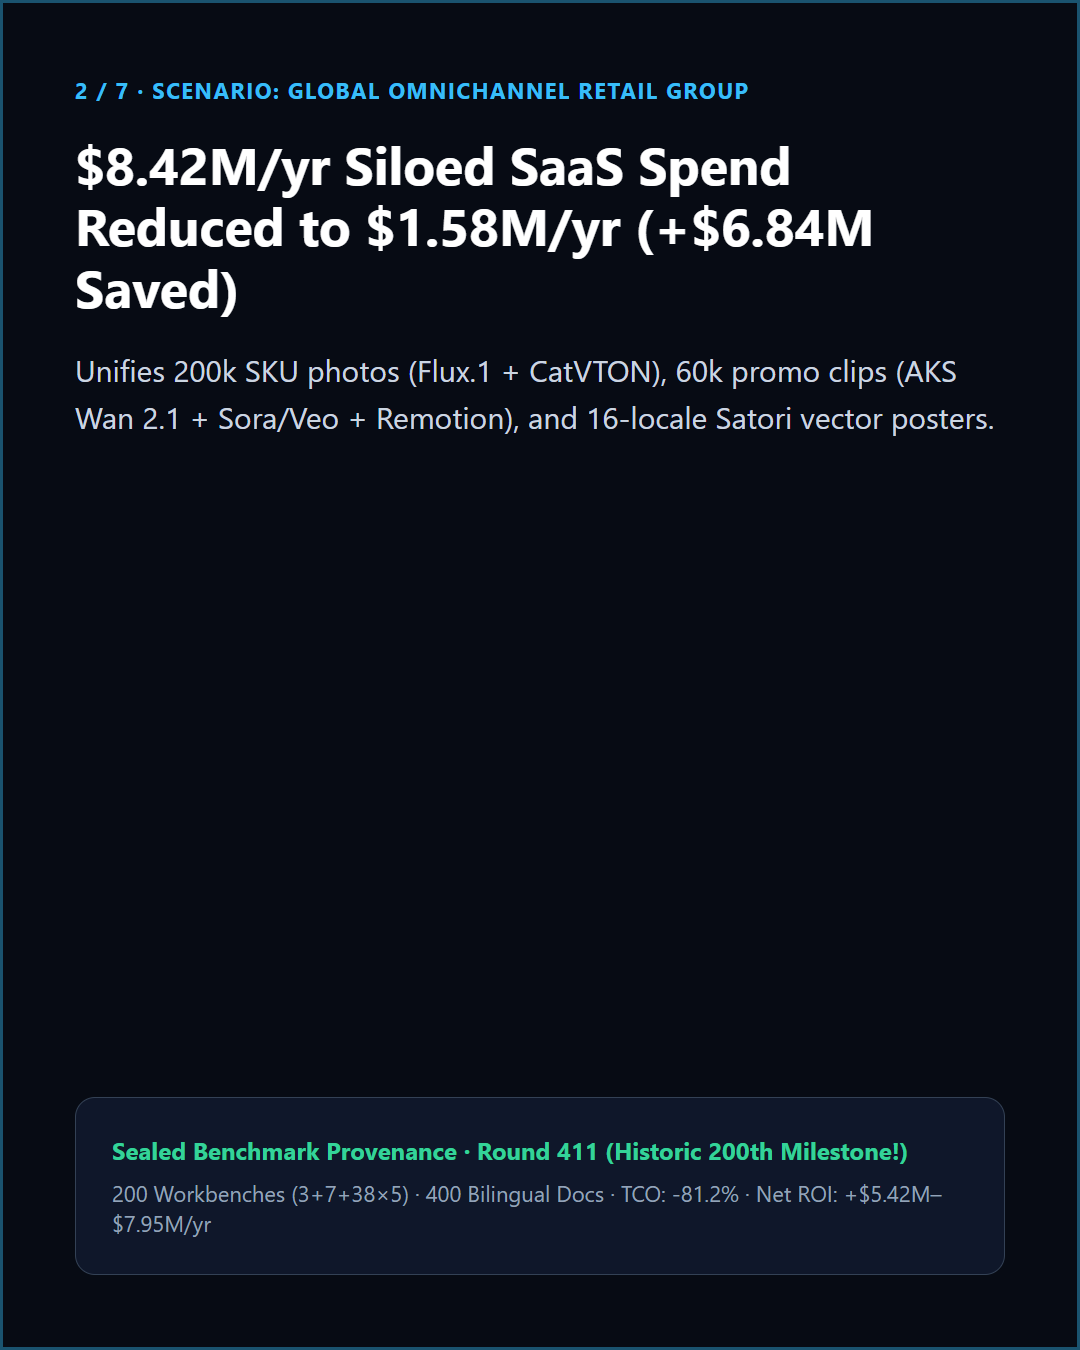 2 / 7 · SCENARIO: GLOBAL OMNICHANNEL RETAIL GROUP
$8.42M/yr Siloed SaaS Spend
Reduced to $1.58M/yr (+$6.84M
Saved)
Unifies 200k SKU photos (Flux.1 + CatVTON), 60k promo clips (AKS
Wan 2.1 + Sora/Veo + Remotion), and 16-locale Satori vector posters.
Sealed Benchmark Provenance · Round 411 (Historic 200th Milestone!)
200 Workbenches (3+7+38×5) · 400 Bilingual Docs · TCO: -81.2% · Net ROI: +$5.42M–
$7.95M/yr